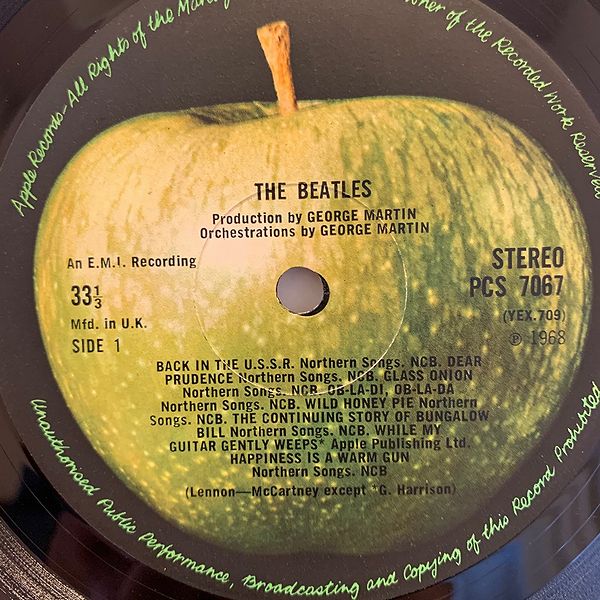 Apple Records-All Rights of the Man
ner of the Recorded Work Reserved
THE BEATLES
Production by GEORGE MARTIN
Orchestrations by GEORGE MARTIN
An E.M.I. Recording
33⅓
Mfd. in U.K.
SIDE 1
STEREO
PCS 7067
(YEX.709)
℗ 1968
BACK IN THE U.S.S.R. Northern Songs. NCB. DEAR
PRUDENCE Northern Songs. NCB. GLASS ONION
Northern Songs. NCB. OB-LA-DI, OB-LA-DA
Northern Songs. NCB. WILD HONEY PIE Northern
Songs. NCB. THE CONTINUING STORY OF BUNGALOW
BILL Northern Songs. NCB. WHILE MY
GUITAR GENTLY WEEPS* Apple Publishing Ltd.
HAPPINESS IS A WARM GUN
Northern Songs. NCB
(Lennon—McCartney except *G. Harrison)
Unauthorised Public Performance, Broadcasting and Copying of this Record Prohibited